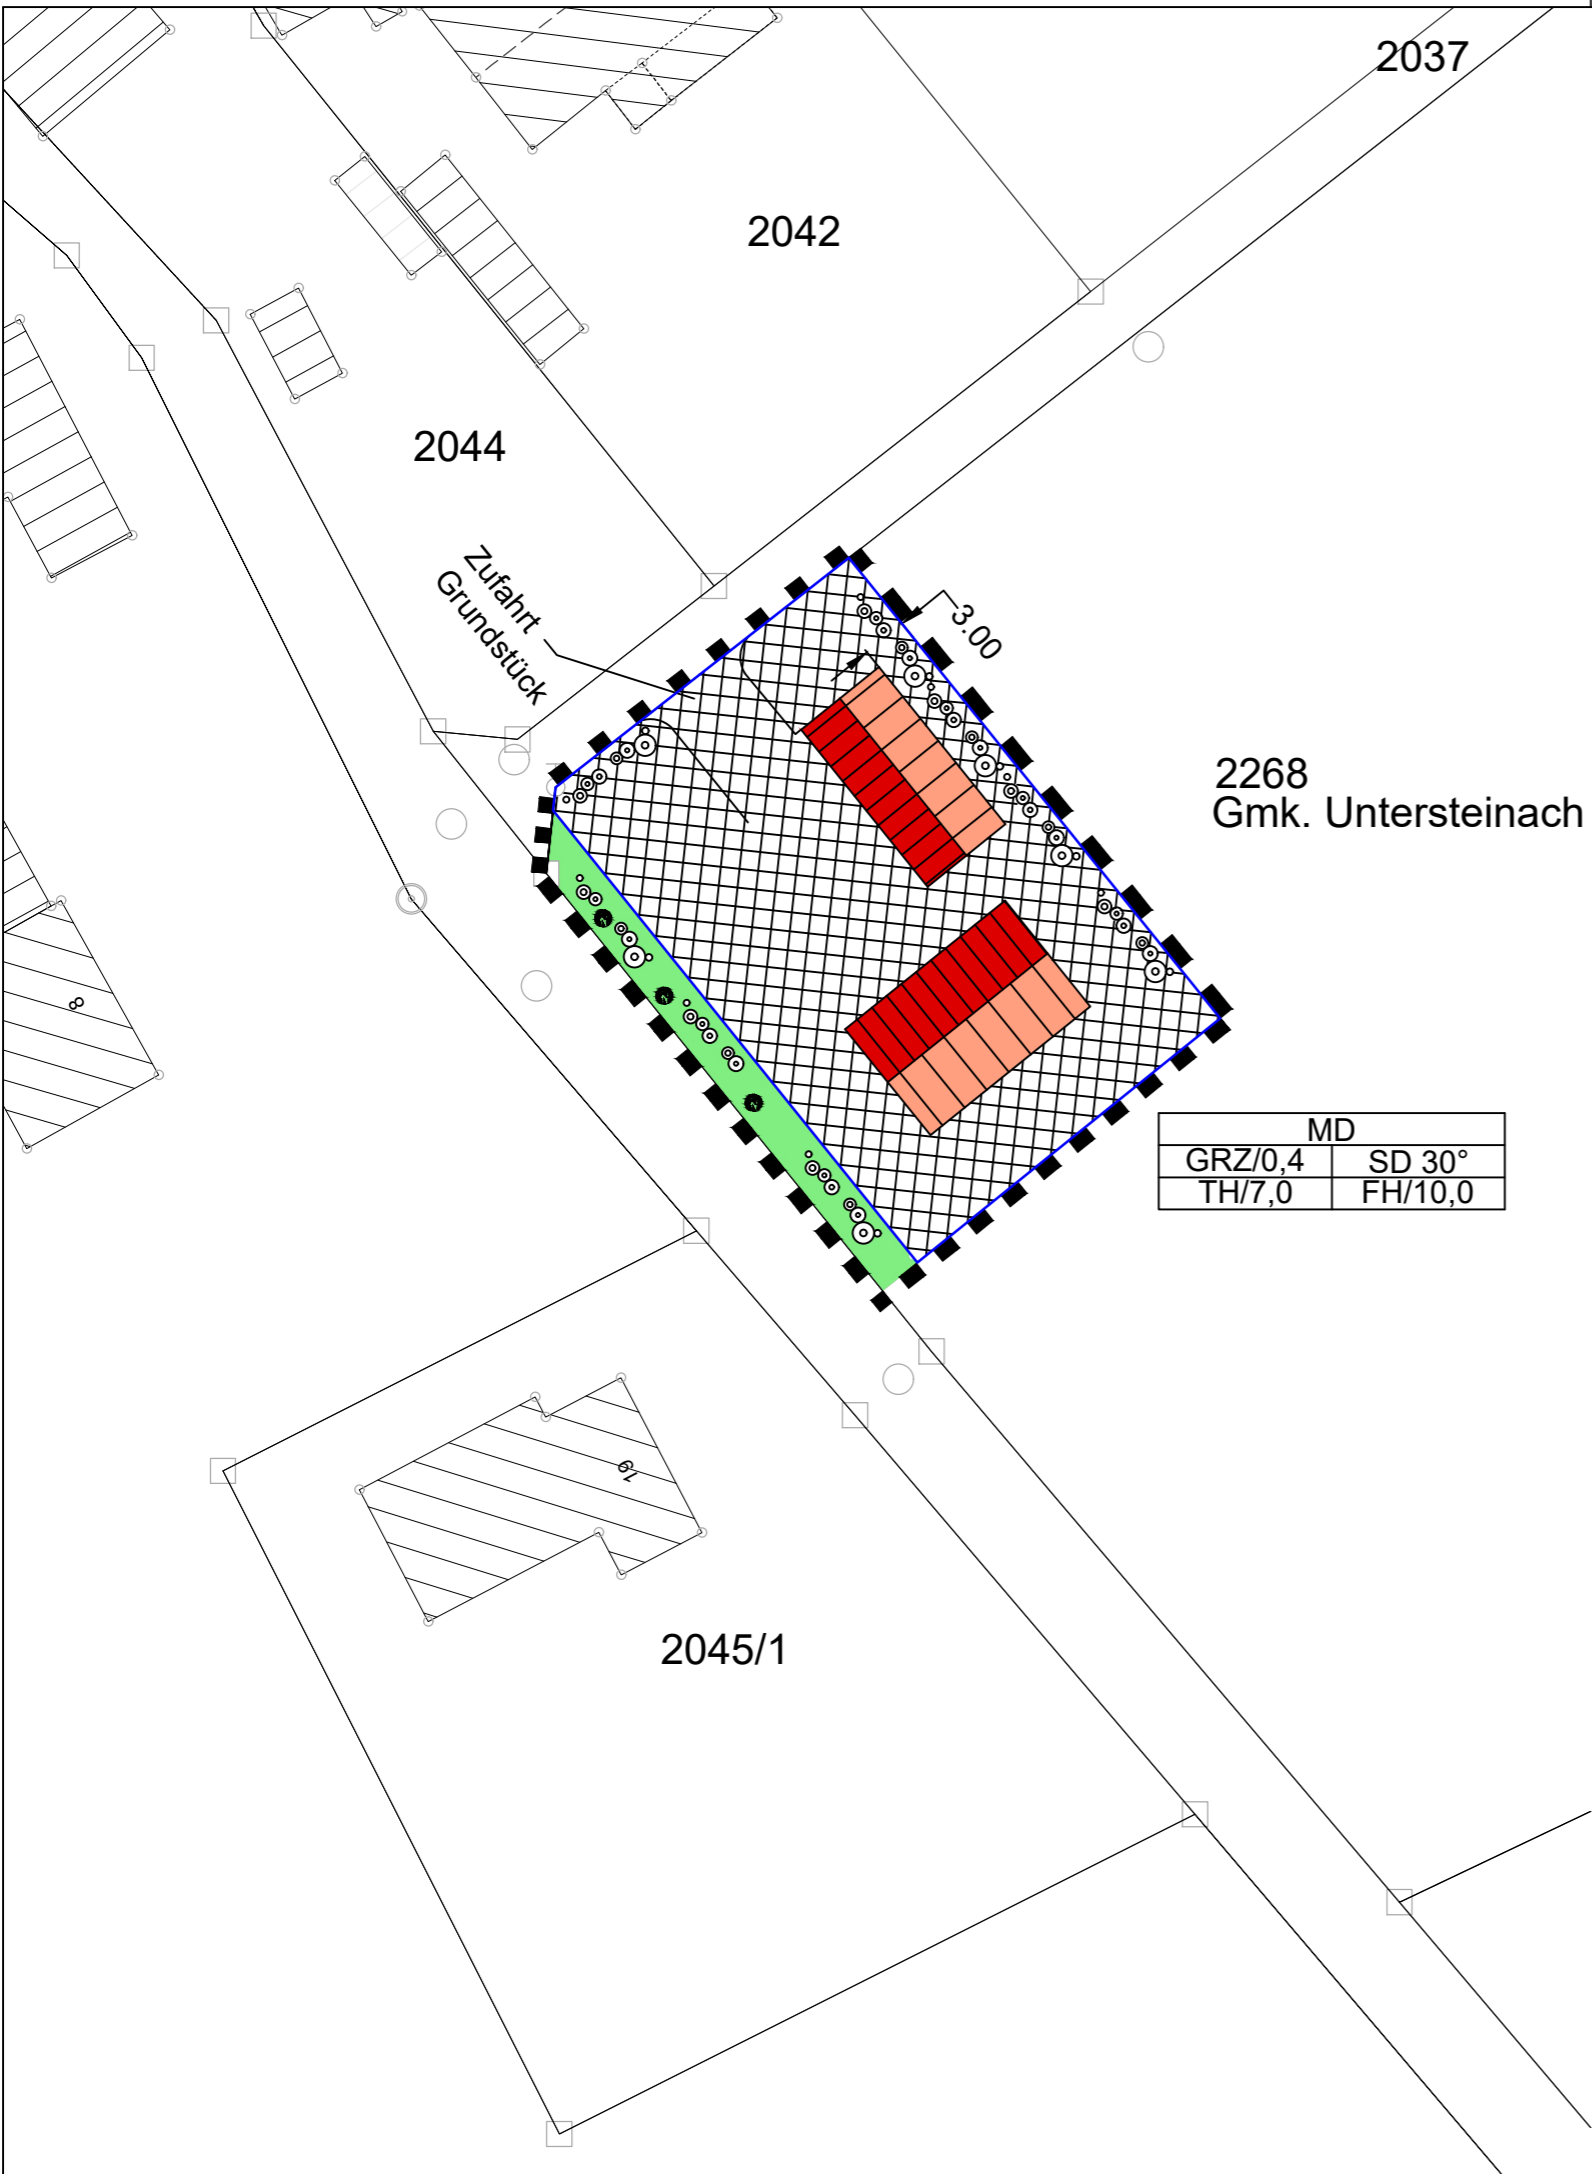 2037
2042
2044
Zufahrt
Grundstück
3.00
2268
Gmk. Untersteinach
8
MD
GRZ/0,4 SD 30°
TH/7,0 FH/10,0
19
2045/1